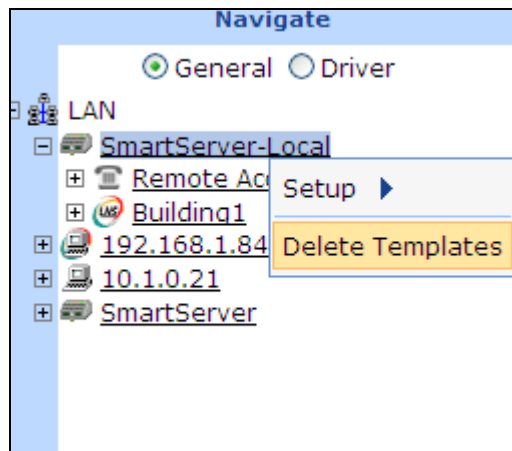 Navigate
General Driver
LAN
SmartServer-Local
Remote
Setup
Building1
192.168.1.84
Delete Templates
10.1.0.21
SmartServer